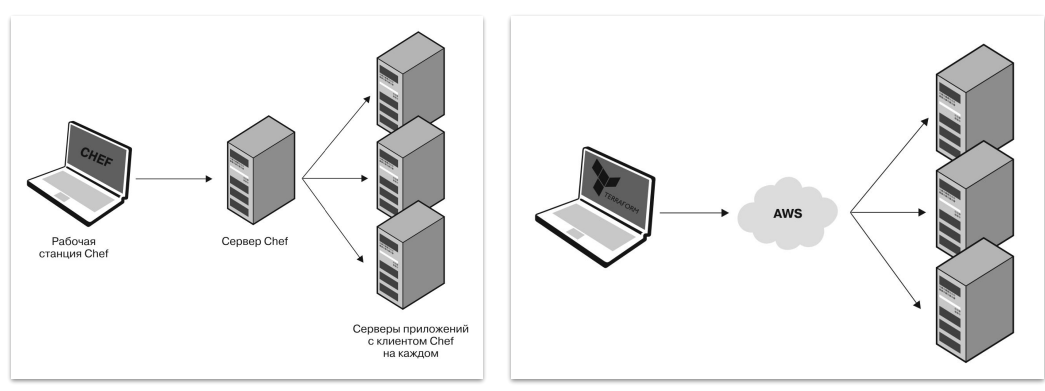 CHEF
Рабочая
станция Chef
Сервер Chef
Серверы приложений
с клиентом Chef
на каждом
TERRAFORM
AWS